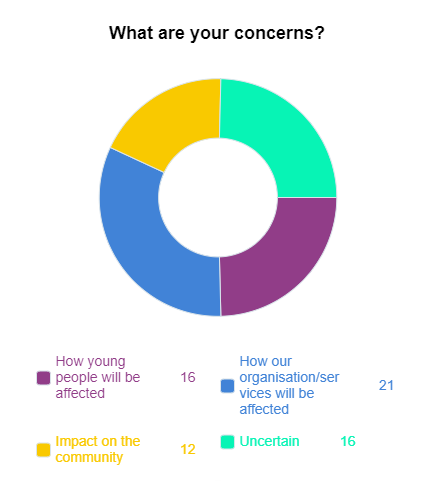 What are your concerns?
How young
people will be
affected
16
How our
organisation/ser
vices will be
affected
21
Impact on the
community
12
Uncertain
16